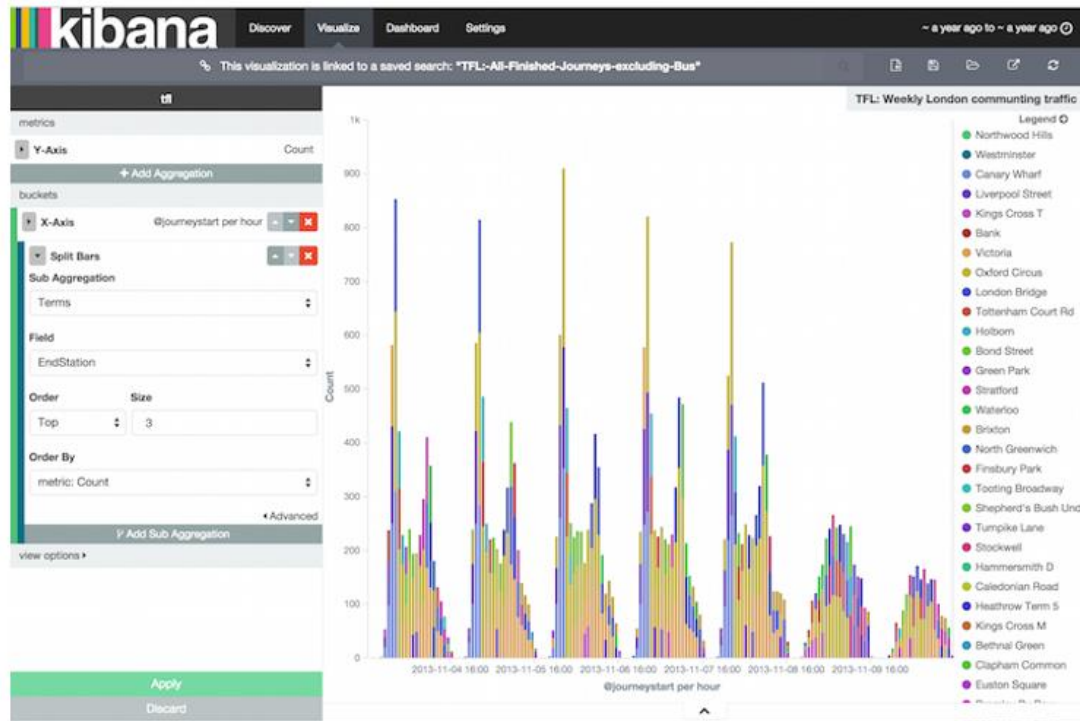 kibana
Discover Visualize Dashboard Settings ~ a year ago to ~ a year ago
This visualization is linked to a saved search: "TFL:-All-Finished-Journeys-excluding-Bus"
tfl
TFL: Weekly London communting traffic
metrics
Y-Axis Count
+ Add Aggregation
buckets
X-Axis @journeystart per hour
Split Bars
Sub Aggregation
Terms
Field
EndStation
Order Size
Top 3
Order By
metric: Count
Advanced
Add Sub Aggregation
view options
Apply
Discard
Count
1k
900
800
700
600
500
400
300
200
100
0
2013-11-04 16:00 2013-11-05 16:00 2013-11-06 16:00 2013-11-07 16:00 2013-11-08 16:00 2013-11-09 16:00
@journeystart per hour
Legend
Northwood Hills
Westminster
Canary Wharf
Liverpool Street
Kings Cross T
Bank
Victoria
Oxford Circus
London Bridge
Tottenham Court Rd
Holborn
Bond Street
Green Park
Stratford
Waterloo
Brixton
North Greenwich
Finsbury Park
Tooting Broadway
Shepherd's Bush Und
Turnpike Lane
Stockwell
Hammersmith D
Caledonian Road
Heathrow Term 5
Kings Cross M
Bethnal Green
Clapham Common
Euston Square